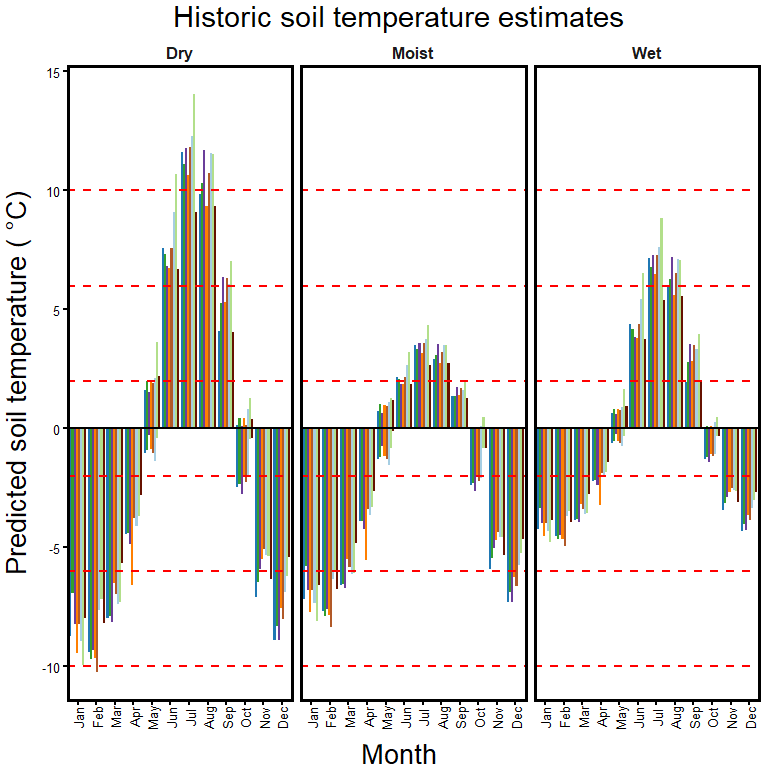 Historic soil temperature estimates
Dry Moist Wet
15
10
5
0
-5
-10
Predicted soil temperature ( °C)
Jan Feb Mar Apr May Jun Jul Aug Sep Oct Nov Dec Jan Feb Mar Apr May Jun Jul Aug Sep Oct Nov Dec Jan Feb Mar Apr May Jun Jul Aug Sep Oct Nov Dec
Month